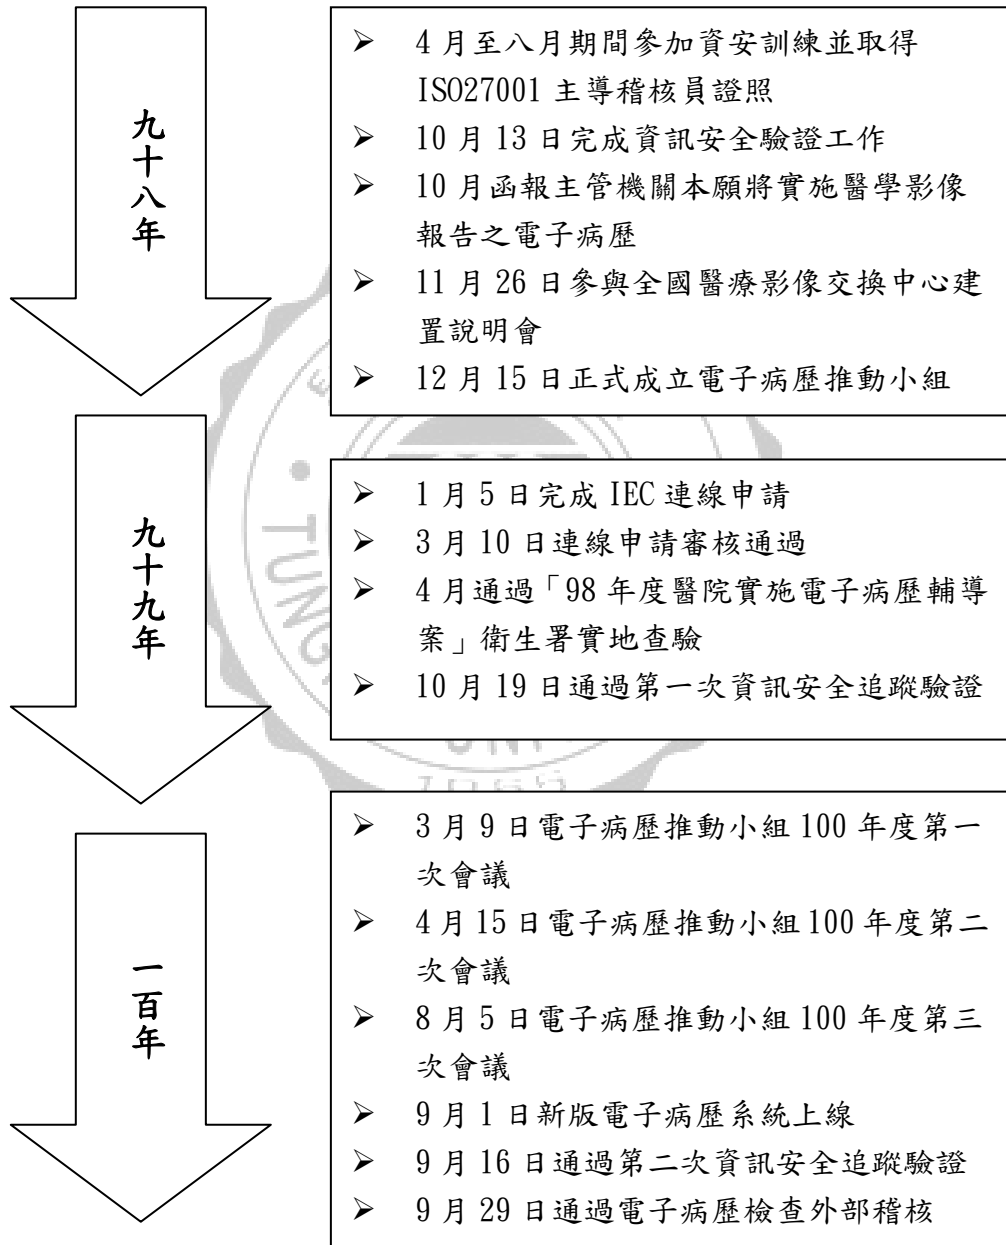 九十八年
➢ 4月至八月期間參加資安訓練並取得
ISO27001主導稽核員證照
➢ 10月13日完成資訊安全驗證工作
➢ 10月函報主管機關本願將實施醫學影像
報告之電子病歷
➢ 11月26日參與全國醫療影像交換中心建
置說明會
➢ 12月15日正式成立電子病歷推動小組
九十九年
➢ 1月5日完成IEC連線申請
➢ 3月10日連線申請審核通過
➢ 4月通過「98年度醫院實施電子病歷輔導
案」衛生署實地查驗
➢ 10月19日通過第一次資訊安全追蹤驗證
一百年
➢ 3月9日電子病歷推動小組100年度第一
次會議
➢ 4月15日電子病歷推動小組100年度第二
次會議
➢ 8月5日電子病歷推動小組100年度第三
次會議
➢ 9月1日新版電子病歷系統上線
➢ 9月16日通過第二次資訊安全追蹤驗證
➢ 9月29日通過電子病歷檢查外部稽核